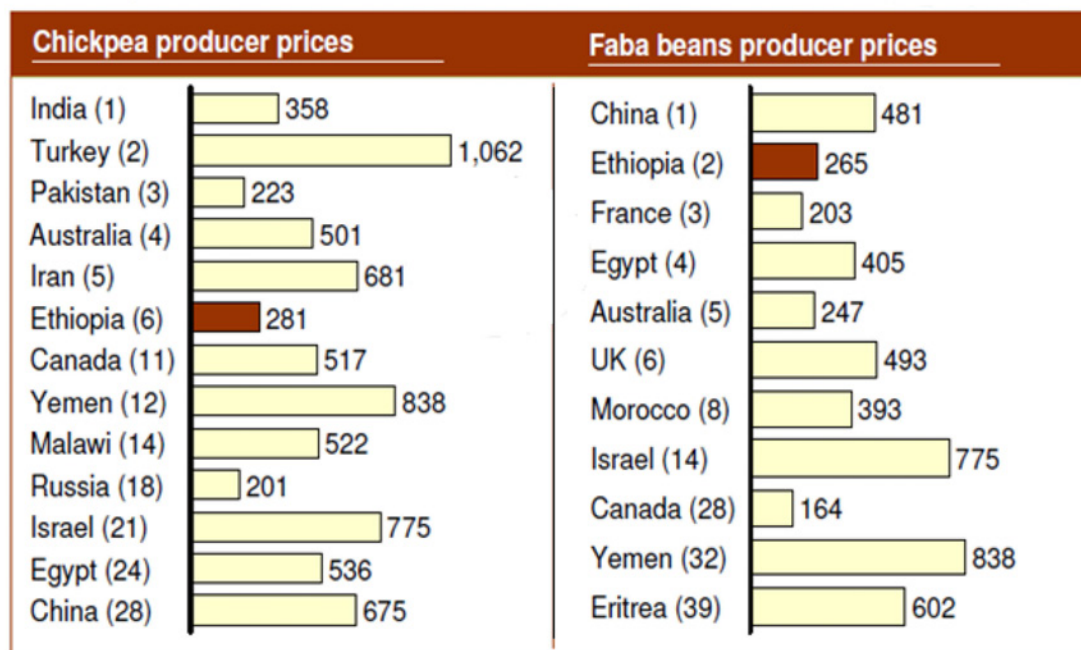 Chickpea producer prices
India (1) 358
Turkey (2) 1,062
Pakistan (3) 223
Australia (4) 501
Iran (5) 681
Ethiopia (6) 281
Canada (11) 517
Yemen (12) 838
Malawi (14) 522
Russia (18) 201
Israel (21) 775
Egypt (24) 536
China (28) 675
Faba beans producer prices
China (1) 481
Ethiopia (2) 265
France (3) 203
Egypt (4) 405
Australia (5) 247
UK (6) 493
Morocco (8) 393
Israel (14) 775
Canada (28) 164
Yemen (32) 838
Eritrea (39) 602